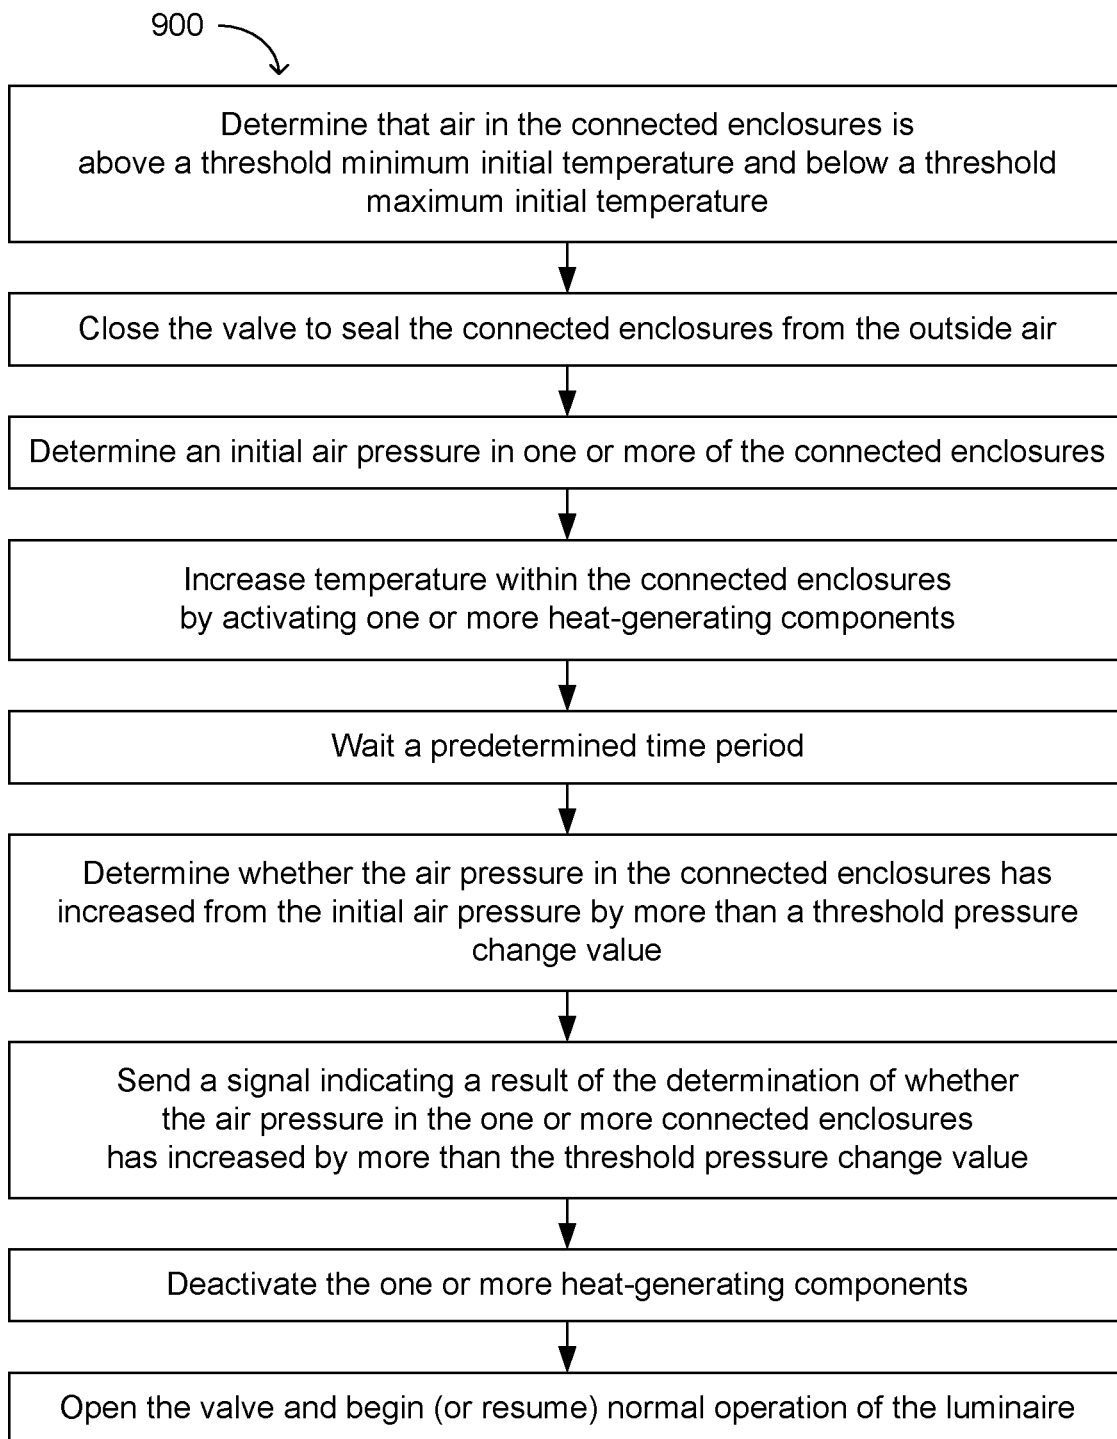 900
Determine that air in the connected enclosures is
above a threshold minimum initial temperature and below a threshold
maximum initial temperature
Close the valve to seal the connected enclosures from the outside air
Determine an initial air pressure in one or more of the connected enclosures
Increase temperature within the connected enclosures
by activating one or more heat-generating components
Wait a predetermined time period
Determine whether the air pressure in the connected enclosures has
increased from the initial air pressure by more than a threshold pressure
change value
Send a signal indicating a result of the determination of whether
the air pressure in the one or more connected enclosures
has increased by more than the threshold pressure change value
Deactivate the one or more heat-generating components
Open the valve and begin (or resume) normal operation of the luminaire